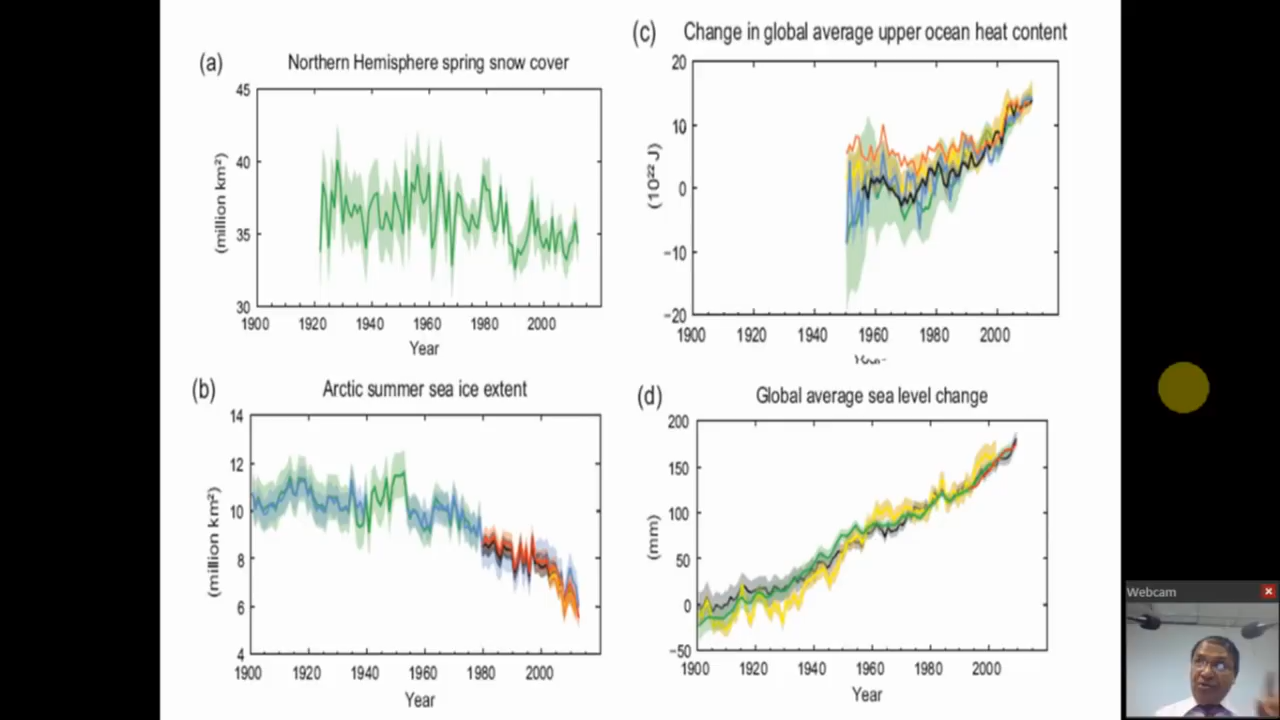 (a)
Northern Hemisphere spring snow cover
45
40
35
30
(million km²)
1900 1920 1940 1960 1980 2000
Year
(b)
Arctic summer sea ice extent
14
12
10
8
6
4
(million km²)
1900 1920 1940 1960 1980 2000
Year
(c)
Change in global average upper ocean heat content
20
10
0
−10
−20
(10²² J)
1900 1920 1940 1960 1980 2000
(d)
Global average sea level change
200
150
100
50
0
−50
(mm)
1900 1920 1940 1960 1980 2000
Year
Webcam